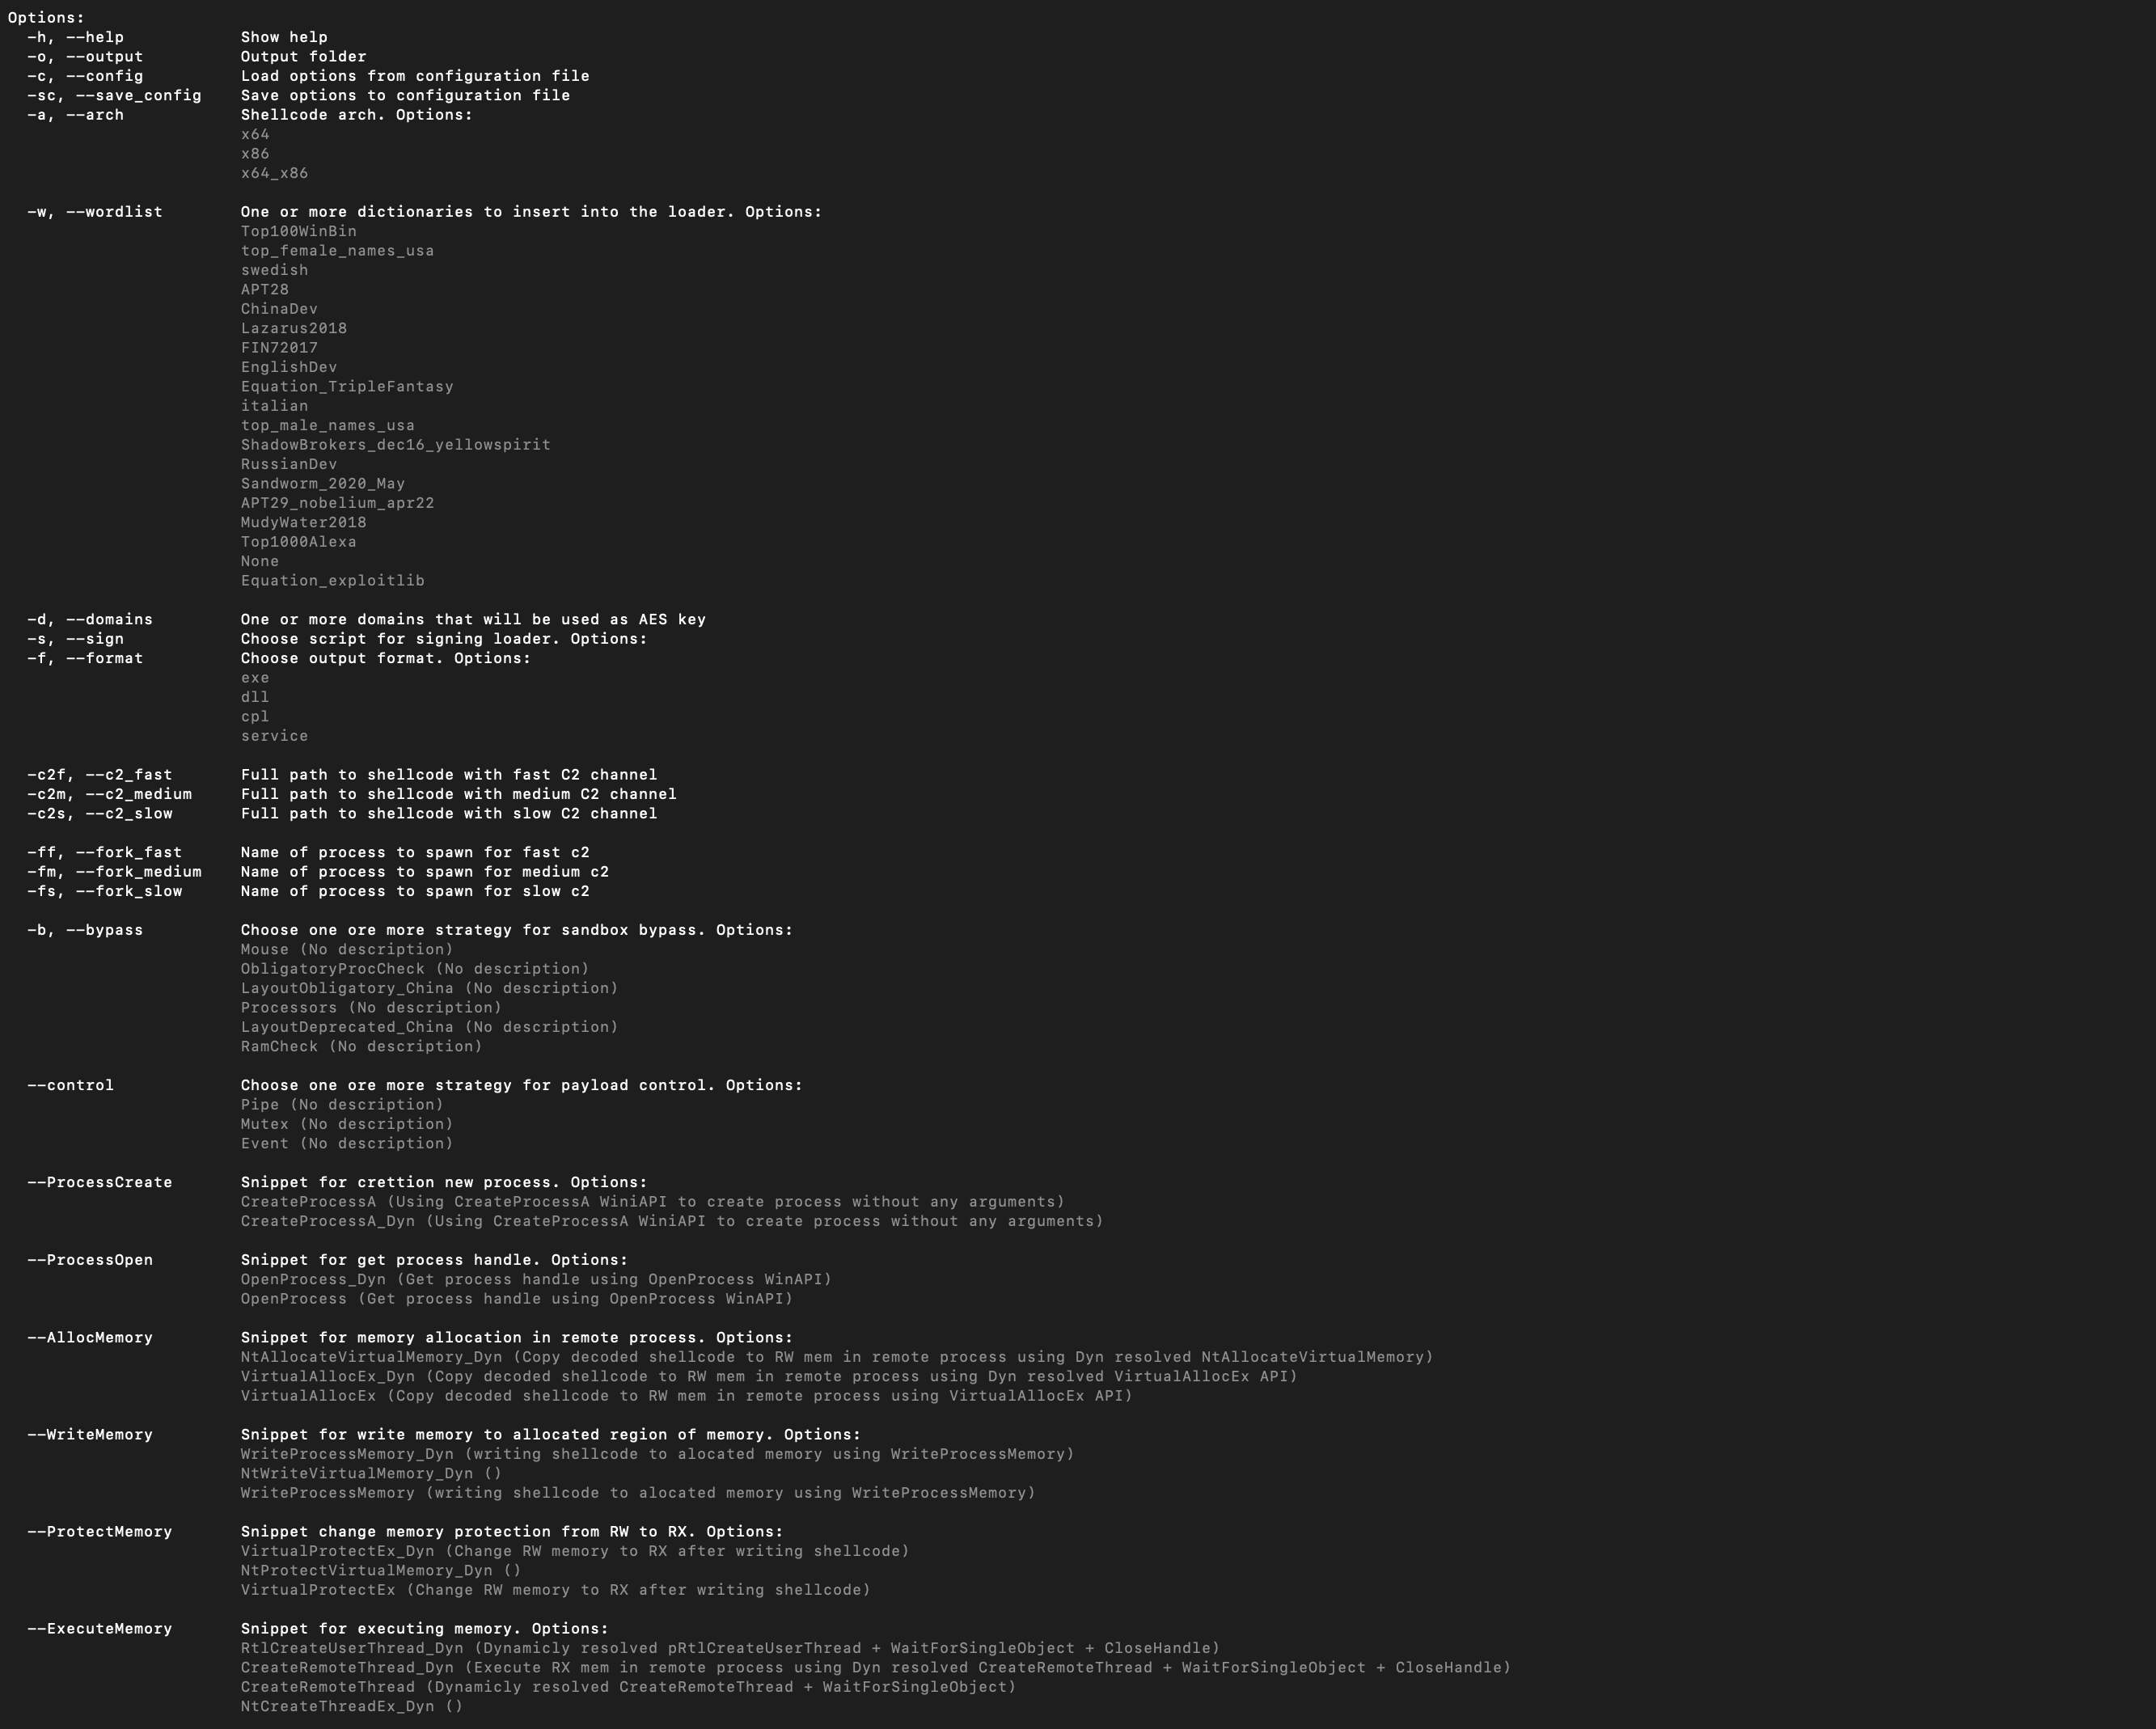 Options:
-h, --help Show help
-o, --output Output folder
-c, --config Load options from configuration file
-sc, --save_config Save options to configuration file
-a, --arch Shellcode arch. Options:
x64
x86
x64_x86
-w, --wordlist One or more dictionaries to insert into the loader. Options:
Top100WinBin
top_female_names_usa
swedish
APT28
ChinaDev
Lazarus2018
FIN72017
EnglishDev
Equation_TripleFantasy
italian
top_male_names_usa
ShadowBrokers_dec16_yellowspirit
RussianDev
Sandworm_2020_May
APT29_nobelium_apr22
MudyWater2018
Top1000Alexa
None
Equation_exploitlib
-d, --domains One or more domains that will be used as AES key
-s, --sign Choose script for signing loader. Options:
-f, --format Choose output format. Options:
exe
dll
cpl
service
-c2f, --c2_fast Full path to shellcode with fast C2 channel
-c2m, --c2_medium Full path to shellcode with medium C2 channel
-c2s, --c2_slow Full path to shellcode with slow C2 channel
-ff, --fork_fast Name of process to spawn for fast c2
-fm, --fork_medium Name of process to spawn for medium c2
-fs, --fork_slow Name of process to spawn for slow c2
-b, --bypass Choose one ore more strategy for sandbox bypass. Options:
Mouse (No description)
ObligatoryProcCheck (No description)
LayoutObligatory_China (No description)
Processors (No description)
LayoutDeprecated_China (No description)
RamCheck (No description)
--control Choose one ore more strategy for payload control. Options:
Pipe (No description)
Mutex (No description)
Event (No description)
--ProcessCreate Snippet for crettion new process. Options:
CreateProcessA (Using CreateProcessA WiniAPI to create process without any arguments)
CreateProcessA_Dyn (Using CreateProcessA WiniAPI to create process without any arguments)
--ProcessOpen Snippet for get process handle. Options:
OpenProcess_Dyn (Get process handle using OpenProcess WinAPI)
OpenProcess (Get process handle using OpenProcess WinAPI)
--AllocMemory Snippet for memory allocation in remote process. Options:
NtAllocateVirtualMemory_Dyn (Copy decoded shellcode to RW mem in remote process using Dyn resolved NtAllocateVirtualMemory)
VirtualAllocEx_Dyn (Copy decoded shellcode to RW mem in remote process using Dyn resolved VirtualAllocEx API)
VirtualAllocEx (Copy decoded shellcode to RW mem in remote process using VirtualAllocEx API)
--WriteMemory Snippet for write memory to allocated region of memory. Options:
WriteProcessMemory_Dyn (writing shellcode to alocated memory using WriteProcessMemory)
NtWriteVirtualMemory_Dyn ()
WriteProcessMemory (writing shellcode to alocated memory using WriteProcessMemory)
--ProtectMemory Snippet change memory protection from RW to RX. Options:
VirtualProtectEx_Dyn (Change RW memory to RX after writing shellcode)
NtProtectVirtualMemory_Dyn ()
VirtualProtectEx (Change RW memory to RX after writing shellcode)
--ExecuteMemory Snippet for executing memory. Options:
RtlCreateUserThread_Dyn (Dynamicly resolved pRtlCreateUserThread + WaitForSingleObject + CloseHandle)
CreateRemoteThread_Dyn (Execute RX mem in remote process using Dyn resolved CreateRemoteThread + WaitForSingleObject + CloseHandle)
CreateRemoteThread (Dynamicly resolved CreateRemoteThread + WaitForSingleObject)
NtCreateThreadEx_Dyn ()